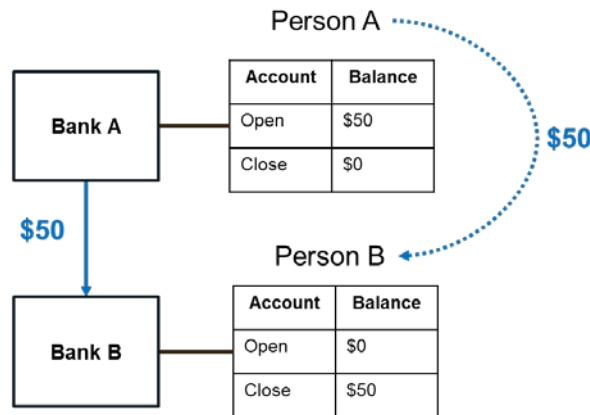 Person A
Account Balance
Bank A
Open $50
Close $0
$50
$50
Person B
Account Balance
Bank B
Open $0
Close $50